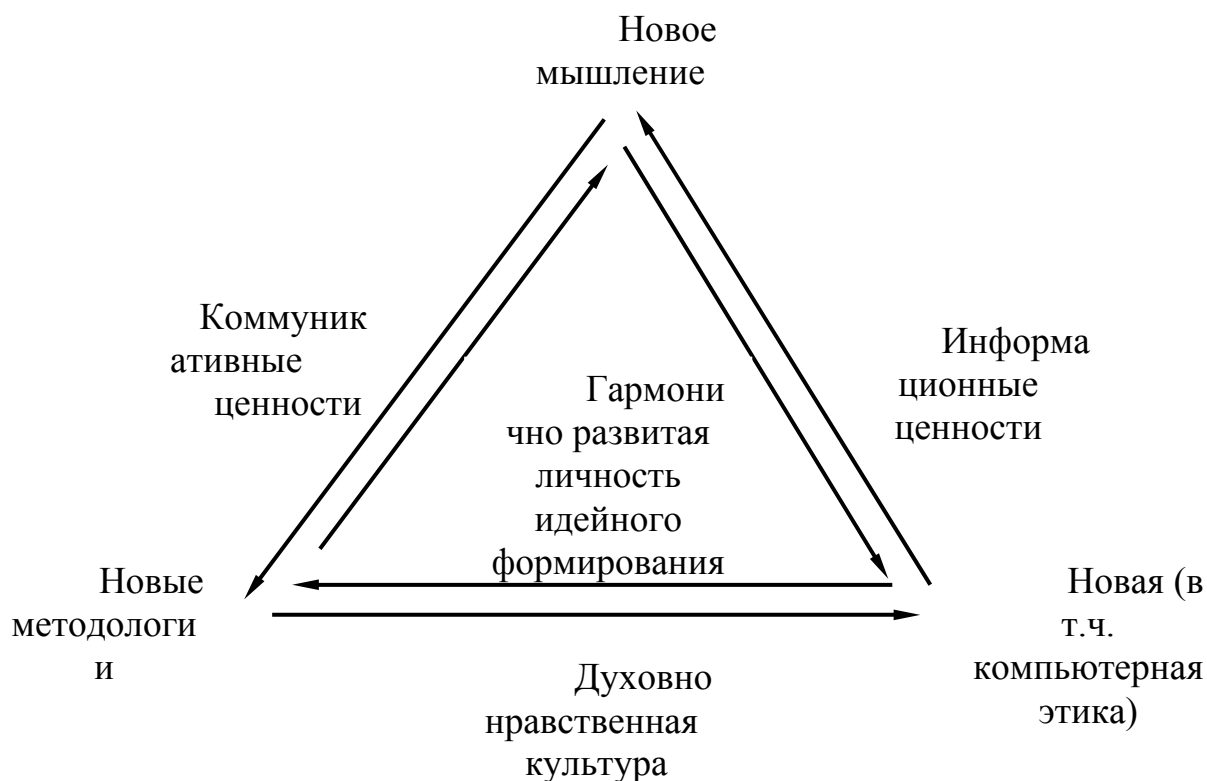 Новое
мышление
Коммуник
ативные
ценности
Информа
ционные
ценности
Гармони
чно развитая
личность
идейного
формирования
Новые
методологи
и
Новая (в
т.ч.
компьютерная
этика)
Духовно
нравственная
культура